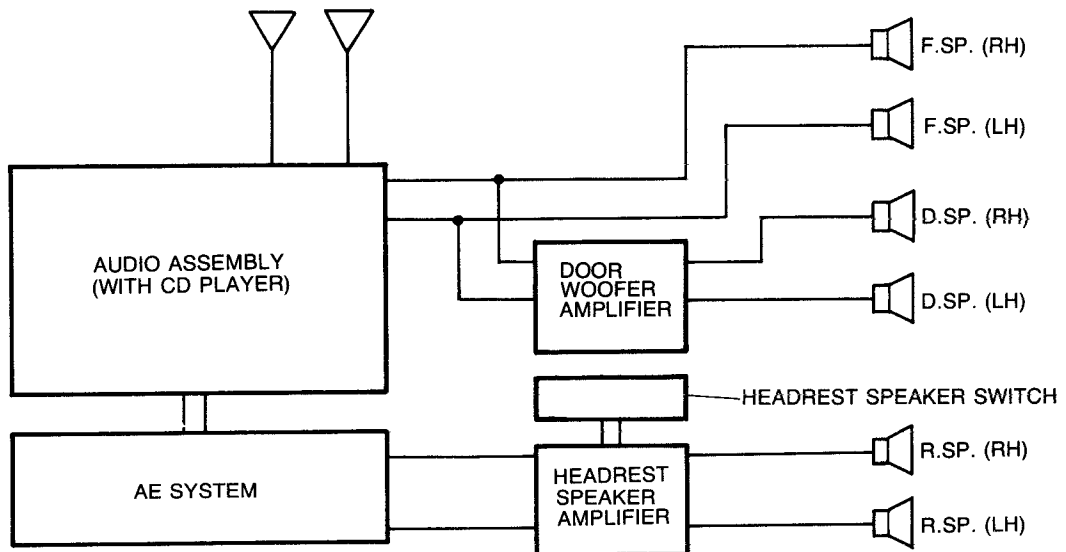 F.SP. (RH)
F.SP. (LH)
AUDIO ASSEMBLY
(WITH CD PLAYER)
DOOR
WOOFER
AMPLIFIER
D.SP. (RH)
D.SP. (LH)
HEADREST SPEAKER SWITCH
AE SYSTEM
HEADREST
SPEAKER
AMPLIFIER
R.SP. (RH)
R.SP. (LH)